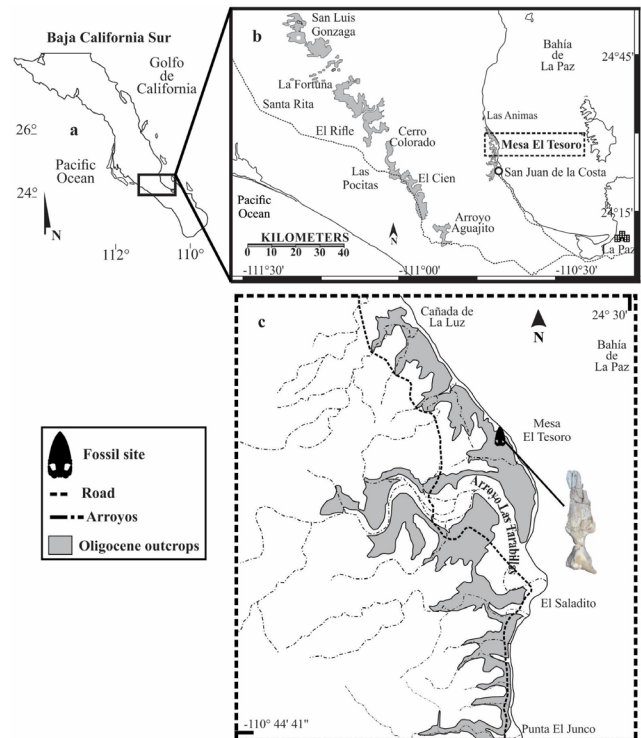 Baja California Sur
Golfo
de
California
26°
a
Pacific
Ocean
24°
N
112°
110°
b
San Luis
Gonzaga
La Fortuna
Santa Rita
El Rifle
Cerro
Colorado
Las
Pocitas
El Cien
Arroyo
Aguajito
Pacific
Ocean
KILOMETERS
0 10 20 30 40
N
Bahía
de
La Paz
24°45'
Las Animas
Mesa El Tesoro
San Juan de la Costa
24°15'
La Paz
-111°30'
-111°00
-110°30'
c
Cañada de
La Luz
N
24° 30'
Bahía
de
La Paz
Mesa
El Tesoro
Arroyo Las Tarabillas
El Saladito
-110° 44' 41"
Punta El Junco
Fossil site
Road
Arroyos
Oligocene outcrops